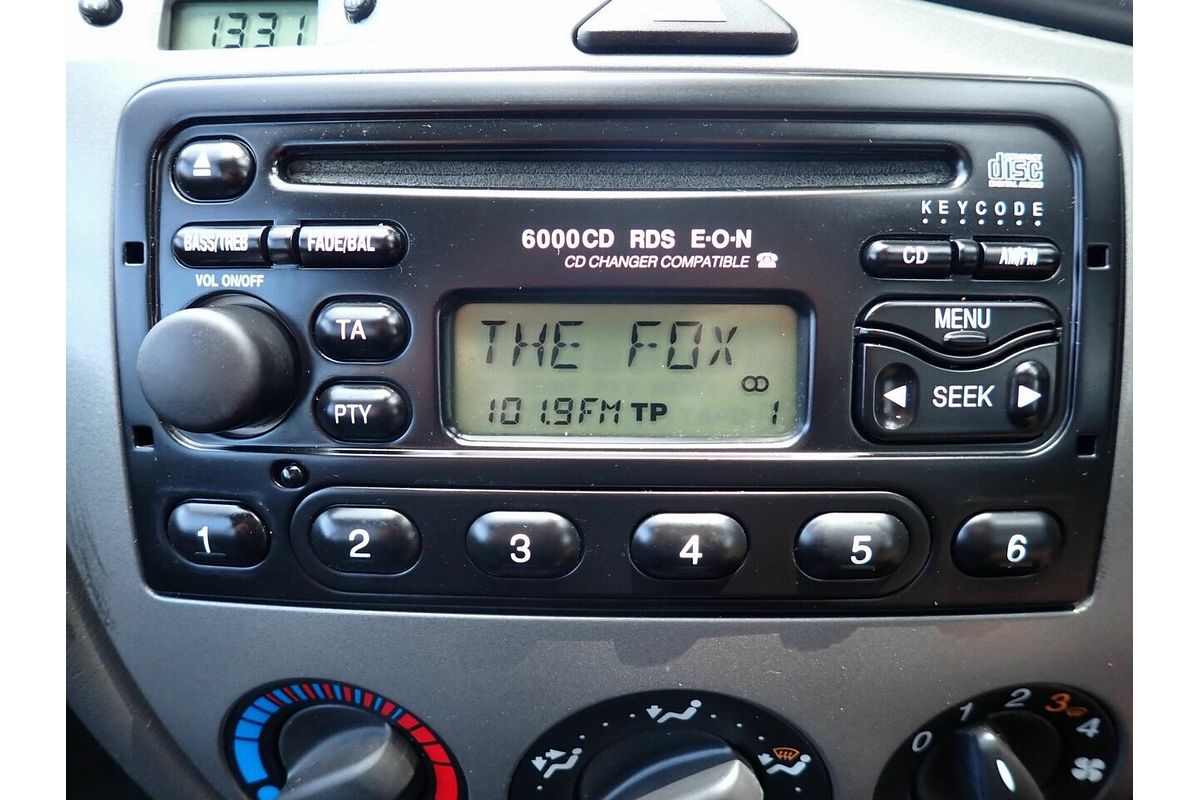 1331
disc
KEYCODE
BASS/TREB FADE/BAL
6000CD RDS E·O·N
CD CHANGER COMPATIBLE
CD AM/FM
VOL ON/OFF
TA
PTY
THE FOX
101.9FM TP 1
MENU
SEEK
1 2 3 4 5 6
0 1 2 3 4